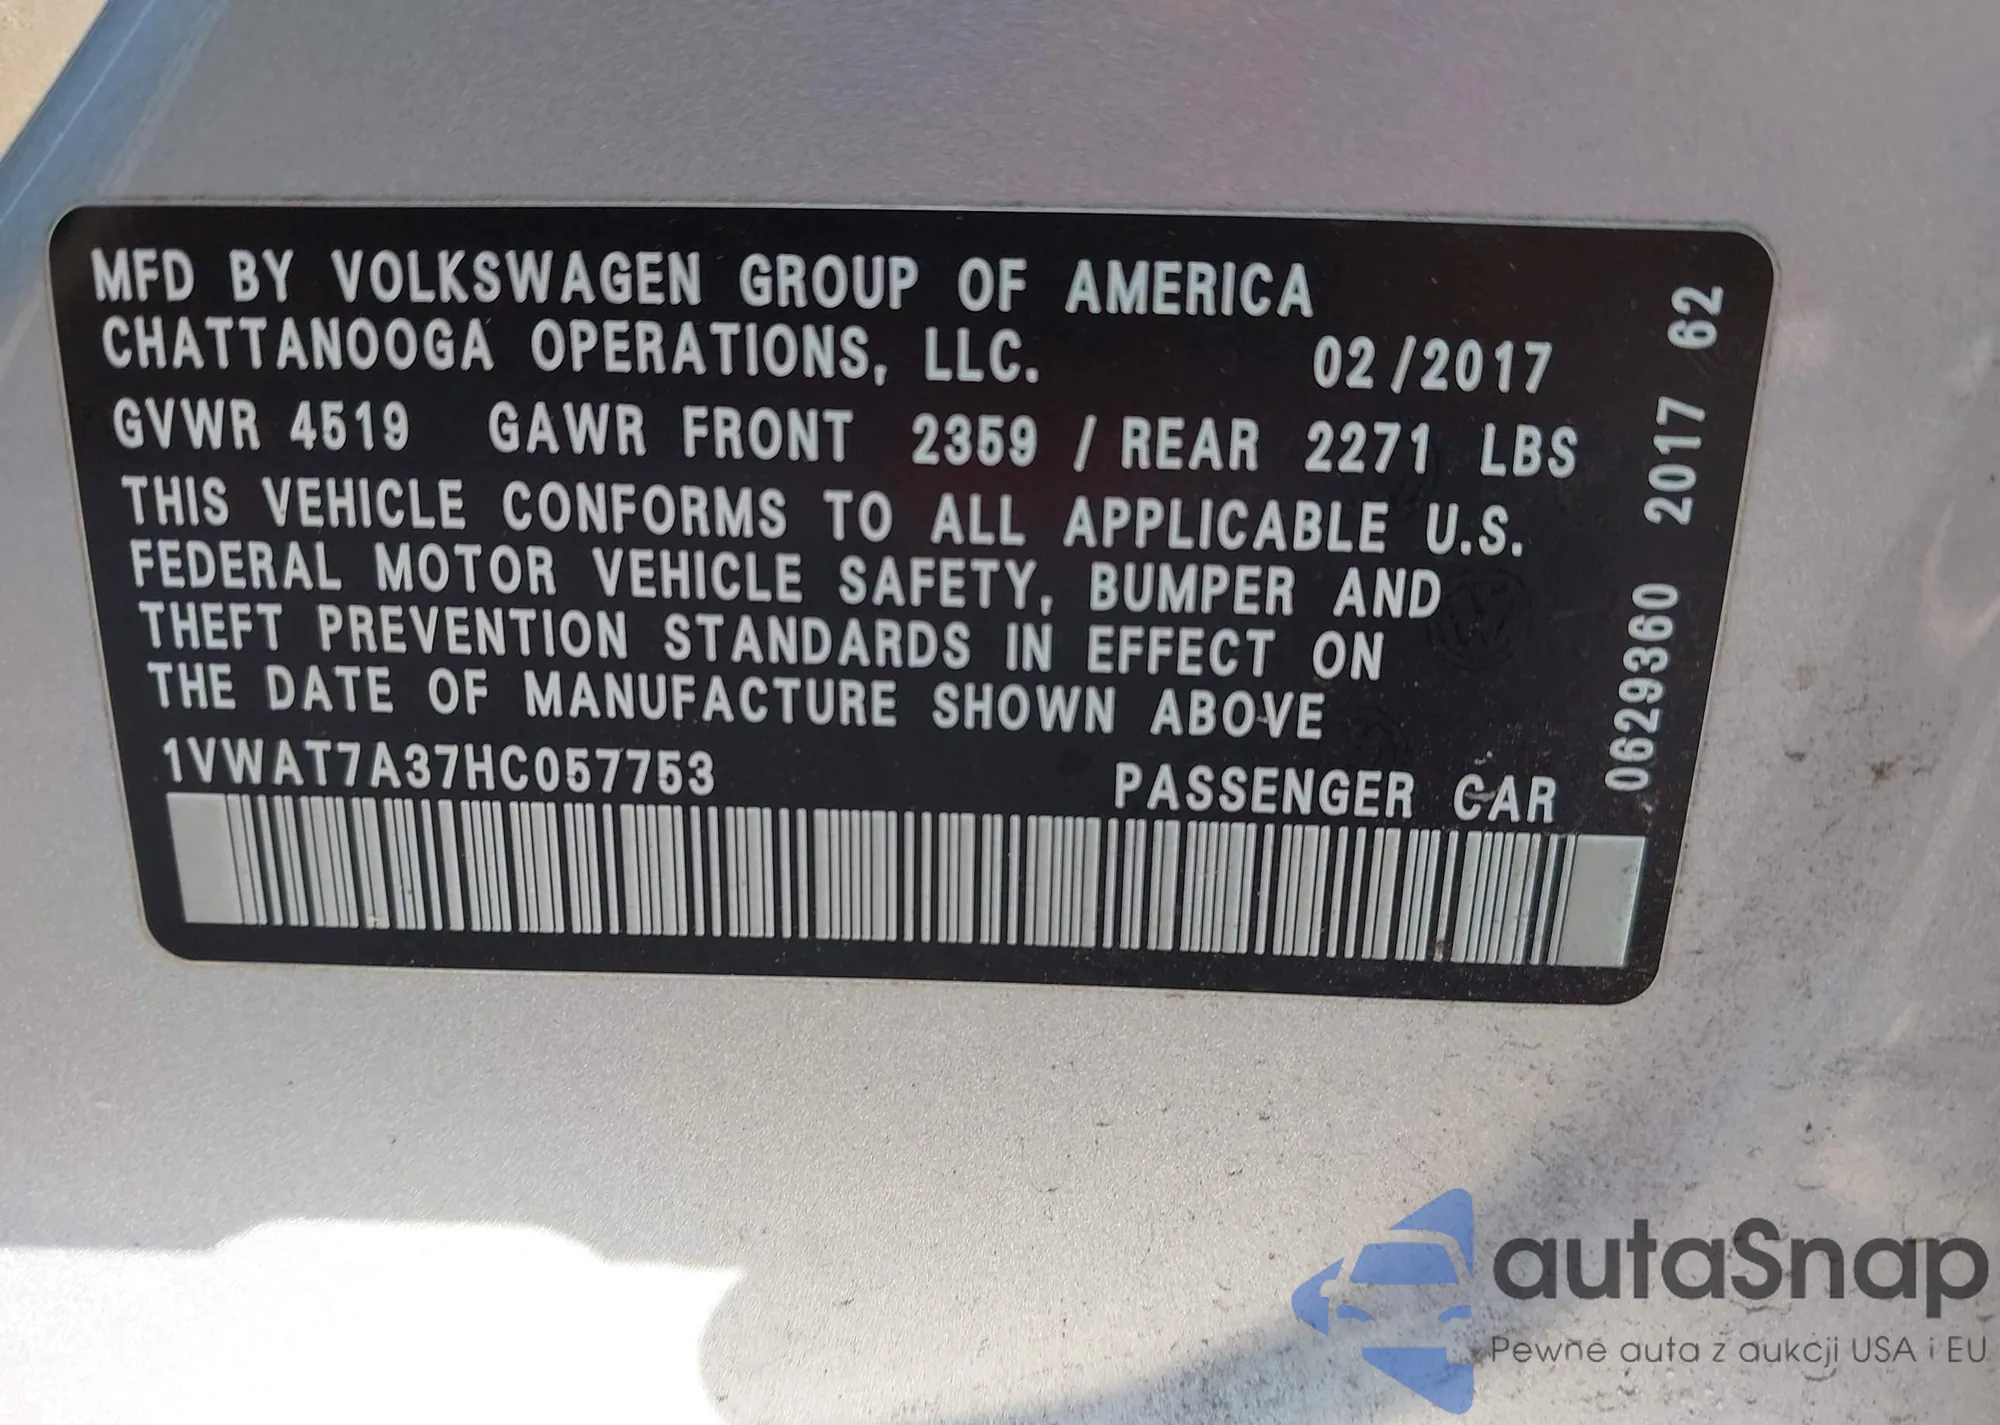 MFD BY VOLKSWAGEN GROUP OF AMERICA
CHATTANOOGA OPERATIONS, LLC. 02/2017
GVWR 4519 GAWR FRONT 2359 / REAR 2271 LBS
THIS VEHICLE CONFORMS TO ALL APPLICABLE U.S.
FEDERAL MOTOR VEHICLE SAFETY, BUMPER AND
THEFT PREVENTION STANDARDS IN EFFECT ON
THE DATE OF MANUFACTURE SHOWN ABOVE
1VWAT7A37HC057753 PASSENGER CAR
0629360 2017 62
autaSnap
Pewne auta z aukcji USA i EU